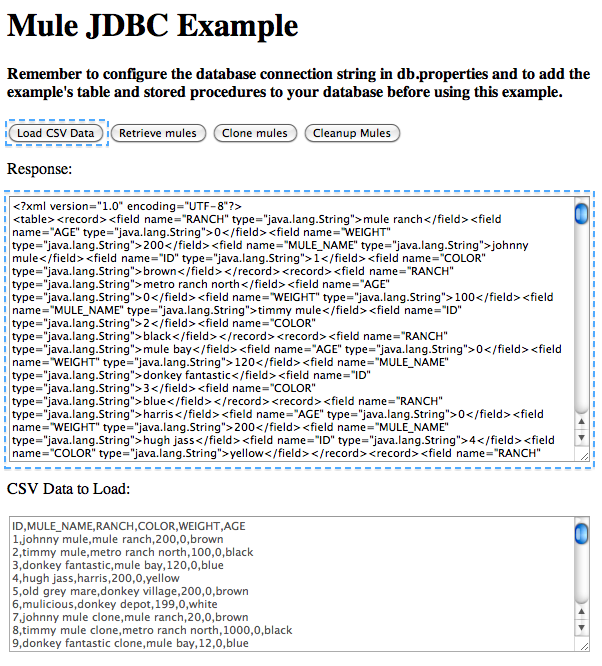 Mule JDBC Example
Remember to configure the database connection string in db.properties and to add the
example's table and stored procedures to your database before using this example.
Load CSV Data Retrieve mules Clone mules Cleanup Mules
Response:
<?xml version="1.0" encoding="UTF-8"?>
<table><record><field name="RANCH" type="java.lang.String">mule ranch</field><field
name="AGE" type="java.lang.String">0</field><field name="WEIGHT"
type="java.lang.String">200</field><field name="MULE_NAME" type="java.lang.String">johnny
mule</field><field name="ID" type="java.lang.String">1</field><field name="COLOR"
type="java.lang.String">brown</field></record><record><field name="RANCH"
type="java.lang.String">metro ranch north</field><field name="AGE"
type="java.lang.String">0</field><field name="WEIGHT" type="java.lang.String">100</field><field
name="MULE_NAME" type="java.lang.String">timmy mule</field><field name="ID"
type="java.lang.String">2</field><field name="COLOR"
type="java.lang.String">black</field></record><record><field name="RANCH"
type="java.lang.String">mule bay</field><field name="AGE" type="java.lang.String">0</field><field
name="WEIGHT" type="java.lang.String">120</field><field name="MULE_NAME"
type="java.lang.String">donkey fantastic</field><field name="ID"
type="java.lang.String">3</field><field name="COLOR"
type="java.lang.String">blue</field></record><record><field name="RANCH"
type="java.lang.String">harris</field><field name="AGE" type="java.lang.String">0</field><field
name="WEIGHT" type="java.lang.String">200</field><field name="MULE_NAME"
type="java.lang.String">hugh jass</field><field name="ID" type="java.lang.String">4</field><field
name="COLOR" type="java.lang.String">yellow</field></record><record><field name="RANCH"
CSV Data to Load:
ID,MULE_NAME,RANCH,COLOR,WEIGHT,AGE
1,johnny mule,mule ranch,200,0,brown
2,timmy mule,metro ranch north,100,0,black
3,donkey fantastic,mule bay,120,0,blue
4,hugh jass,harris,200,0,yellow
5,old grey mare,donkey village,200,0,brown
6,mulicious,donkey depot,199,0,white
7,johnny mule clone,mule ranch,20,0,brown
8,timmy mule clone,metro ranch north,1000,0,black
9,donkey fantastic clone,mule bay,12,0,blue